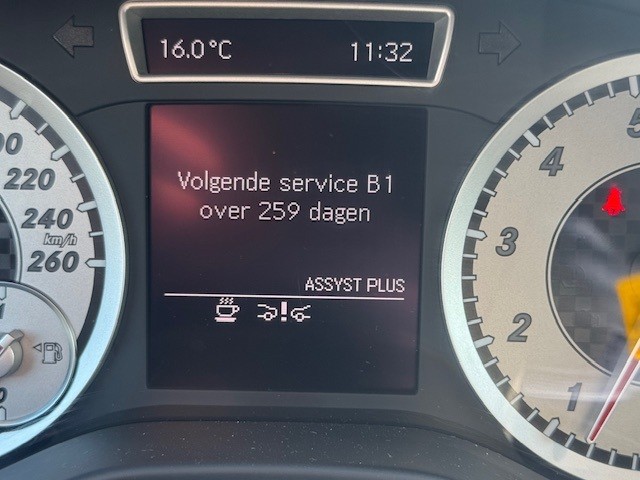 16.0°C 11:32
Volgende service B1
over 259 dagen
ASSYST PLUS
220
240
km/h
260
5
4
3
2
1